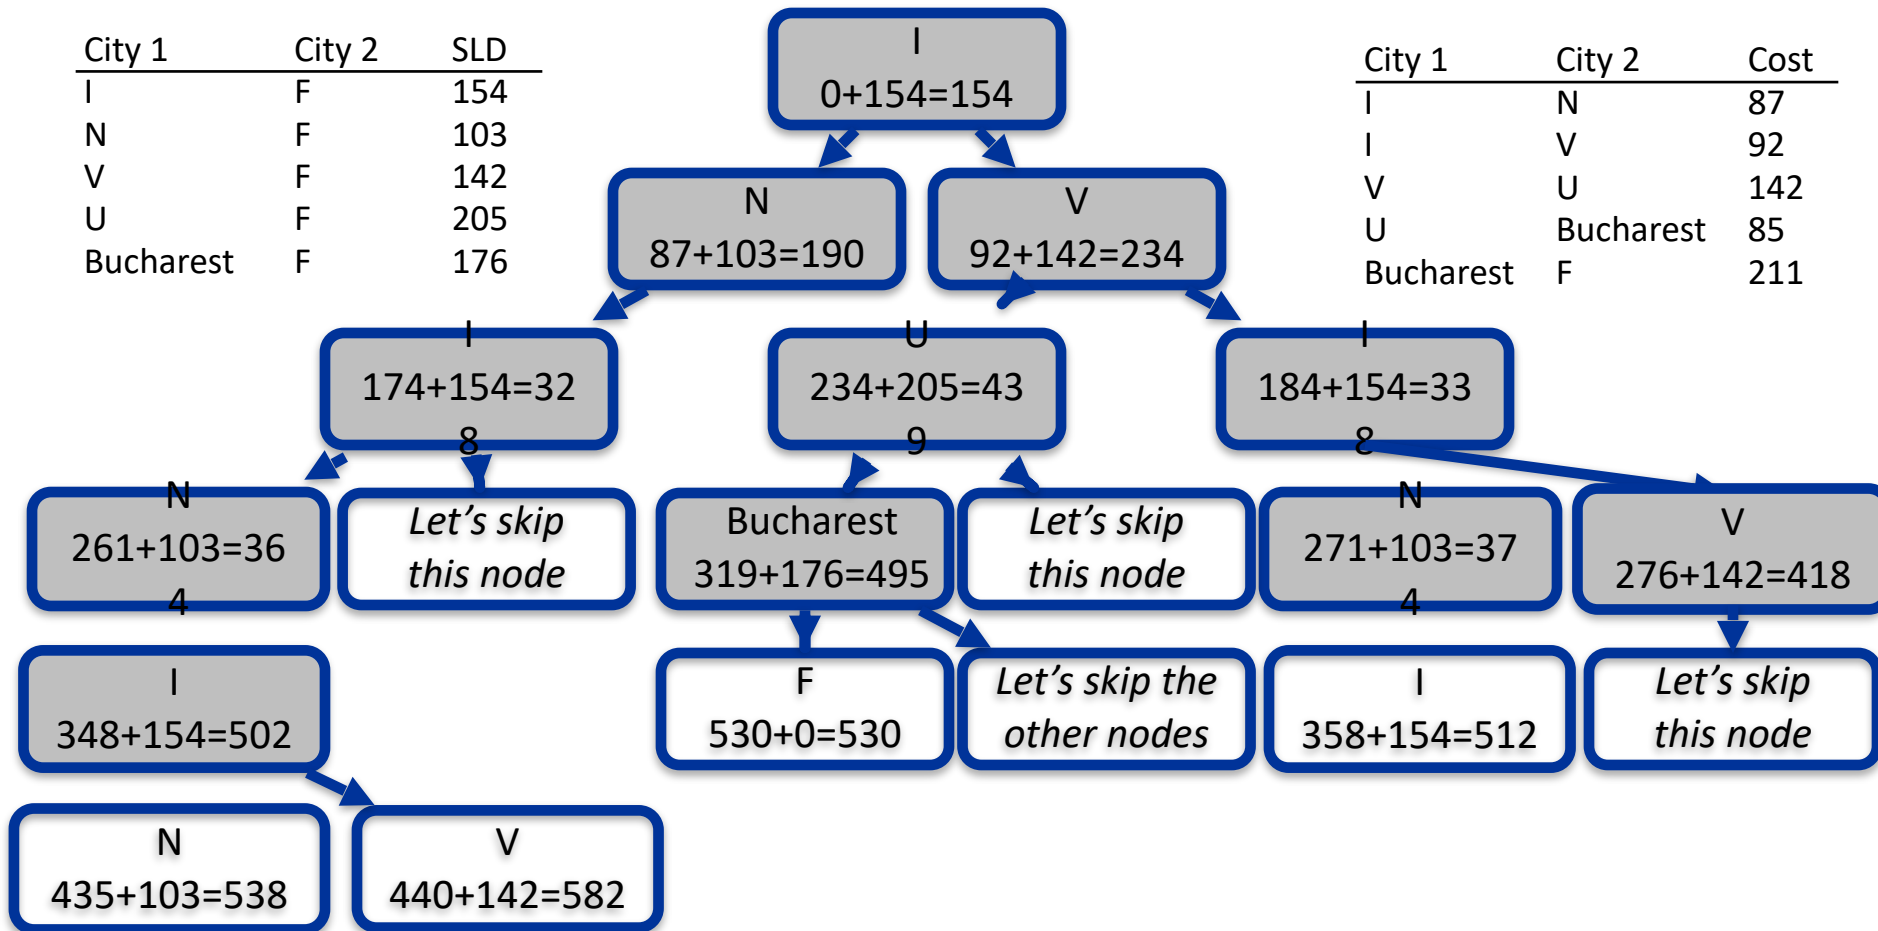 City 1 City 2 SLD
I F 154
N F 103
V F 142
U F 205
Bucharest F 176
City 1 City 2 Cost
I N 87
I V 92
V U 142
U Bucharest 85
Bucharest F 211
I
0+154=154
N
87+103=190
V
92+142=234
I
174+154=32
8
U
234+205=43
9
I
184+154=33
8
N
261+103=36
4
Let's skip
this node
Bucharest
319+176=495
Let's skip
this node
N
271+103=37
4
V
276+142=418
I
348+154=502
F
530+0=530
Let's skip the
other nodes
I
358+154=512
Let's skip
this node
N
435+103=538
V
440+142=582